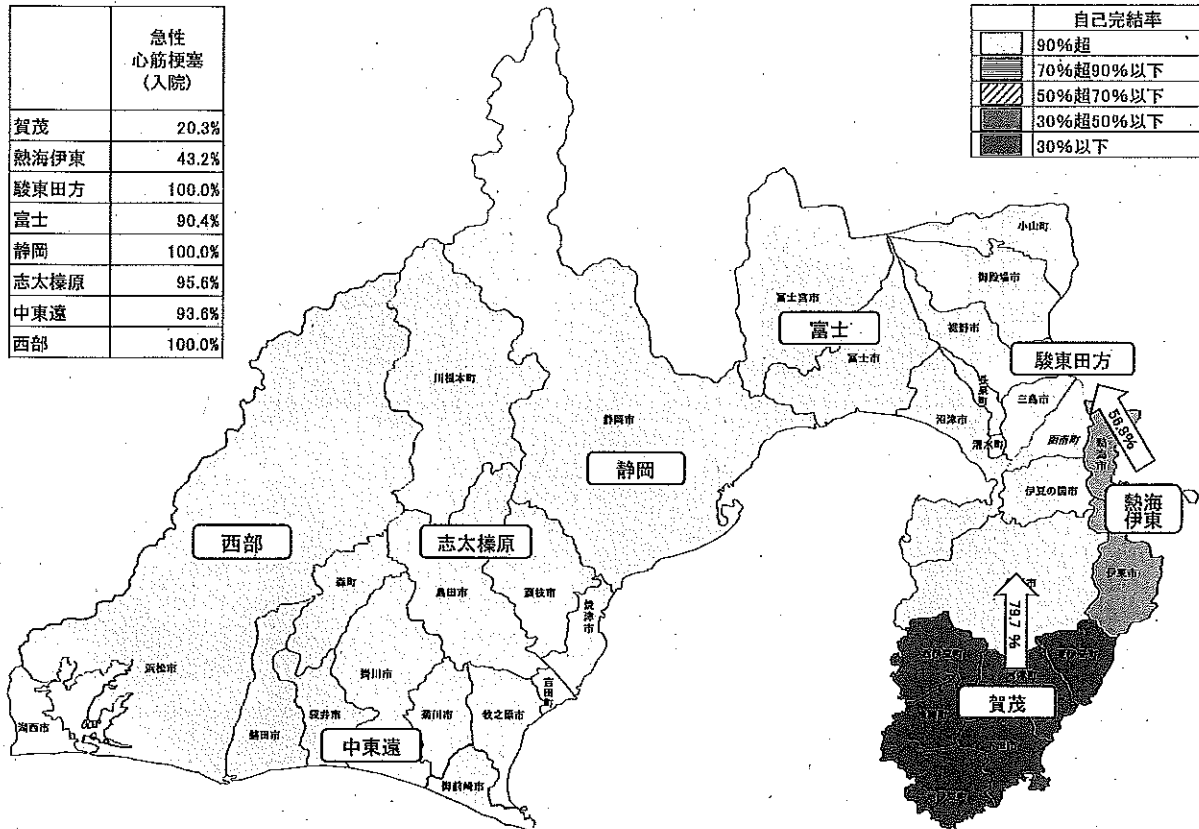 急性
心筋梗塞
(入院)
賀茂 20.3%
熱海伊東 43.2%
駿東田方 100.0%
富士 90.4%
静岡 100.0%
志太榛原 95.6%
中東遠 93.6%
西部 100.0%
自己完結率
90%超
70%超90%以下
50%超70%以下
30%超50%以下
30%以下
小山町
御殿場市
富士宮市
富士
裾野市
富士市
駿東田方
川根本町
長泉町
三島市
静岡市
沼津市
清水町
函南町
56.8%
熱海市
静岡
伊豆の国市
熱海
伊東
西部
志太榛原
森町
島田市
藤枝市
焼津市
伊東市
市
79.7 %
浜松市
掛川市
吉田町
賀茂
湖西市
磐田市
袋井市
菊川市
牧之原市
中東遠
御前崎市